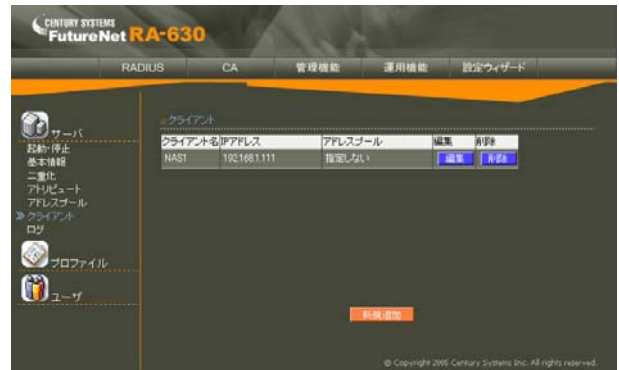 CENTURY SYSTEMS
FutureNet RA-630
RADIUS CA 管理機能 運用機能 設定ウィザード
サーバ
起動・停止
基本情報
二重化
アトリビュート
アドレスプール
クライアント
ログ
プロファイル
ユーザ
クライアント
クライアント名 IPアドレス アドレスプール 編集 削除
NAS1 192.168.1.111 指定しない 編集 削除
新規追加
© Copyright 2005 Century Systems Inc. All rights reserved.